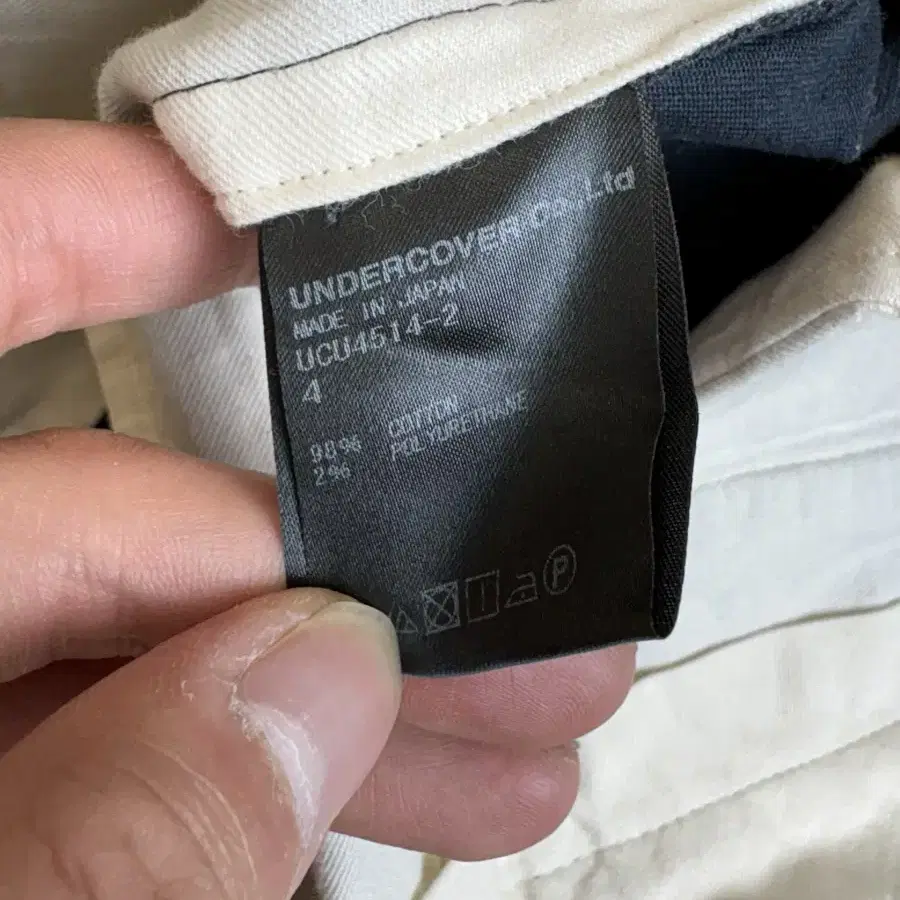 UNDERCOVER Co.,Ltd
MADE IN JAPAN
UCU4514-2
4
98% COTTON
2% POLYURETHANE
P